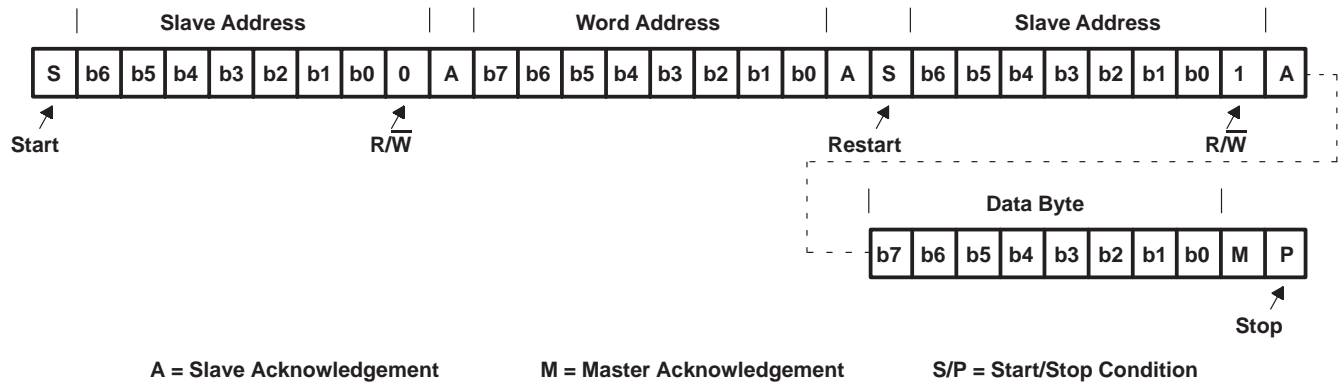 Slave Address Word Address Slave Address
S b6 b5 b4 b3 b2 b1 b0 0 A b7 b6 b5 b4 b3 b2 b1 b0 A S b6 b5 b4 b3 b2 b1 b0 1 A
Start R/W̅ Restart R/W̅
Data Byte
b7 b6 b5 b4 b3 b2 b1 b0 M P
Stop
A = Slave Acknowledgement M = Master Acknowledgement S/P = Start/Stop Condition